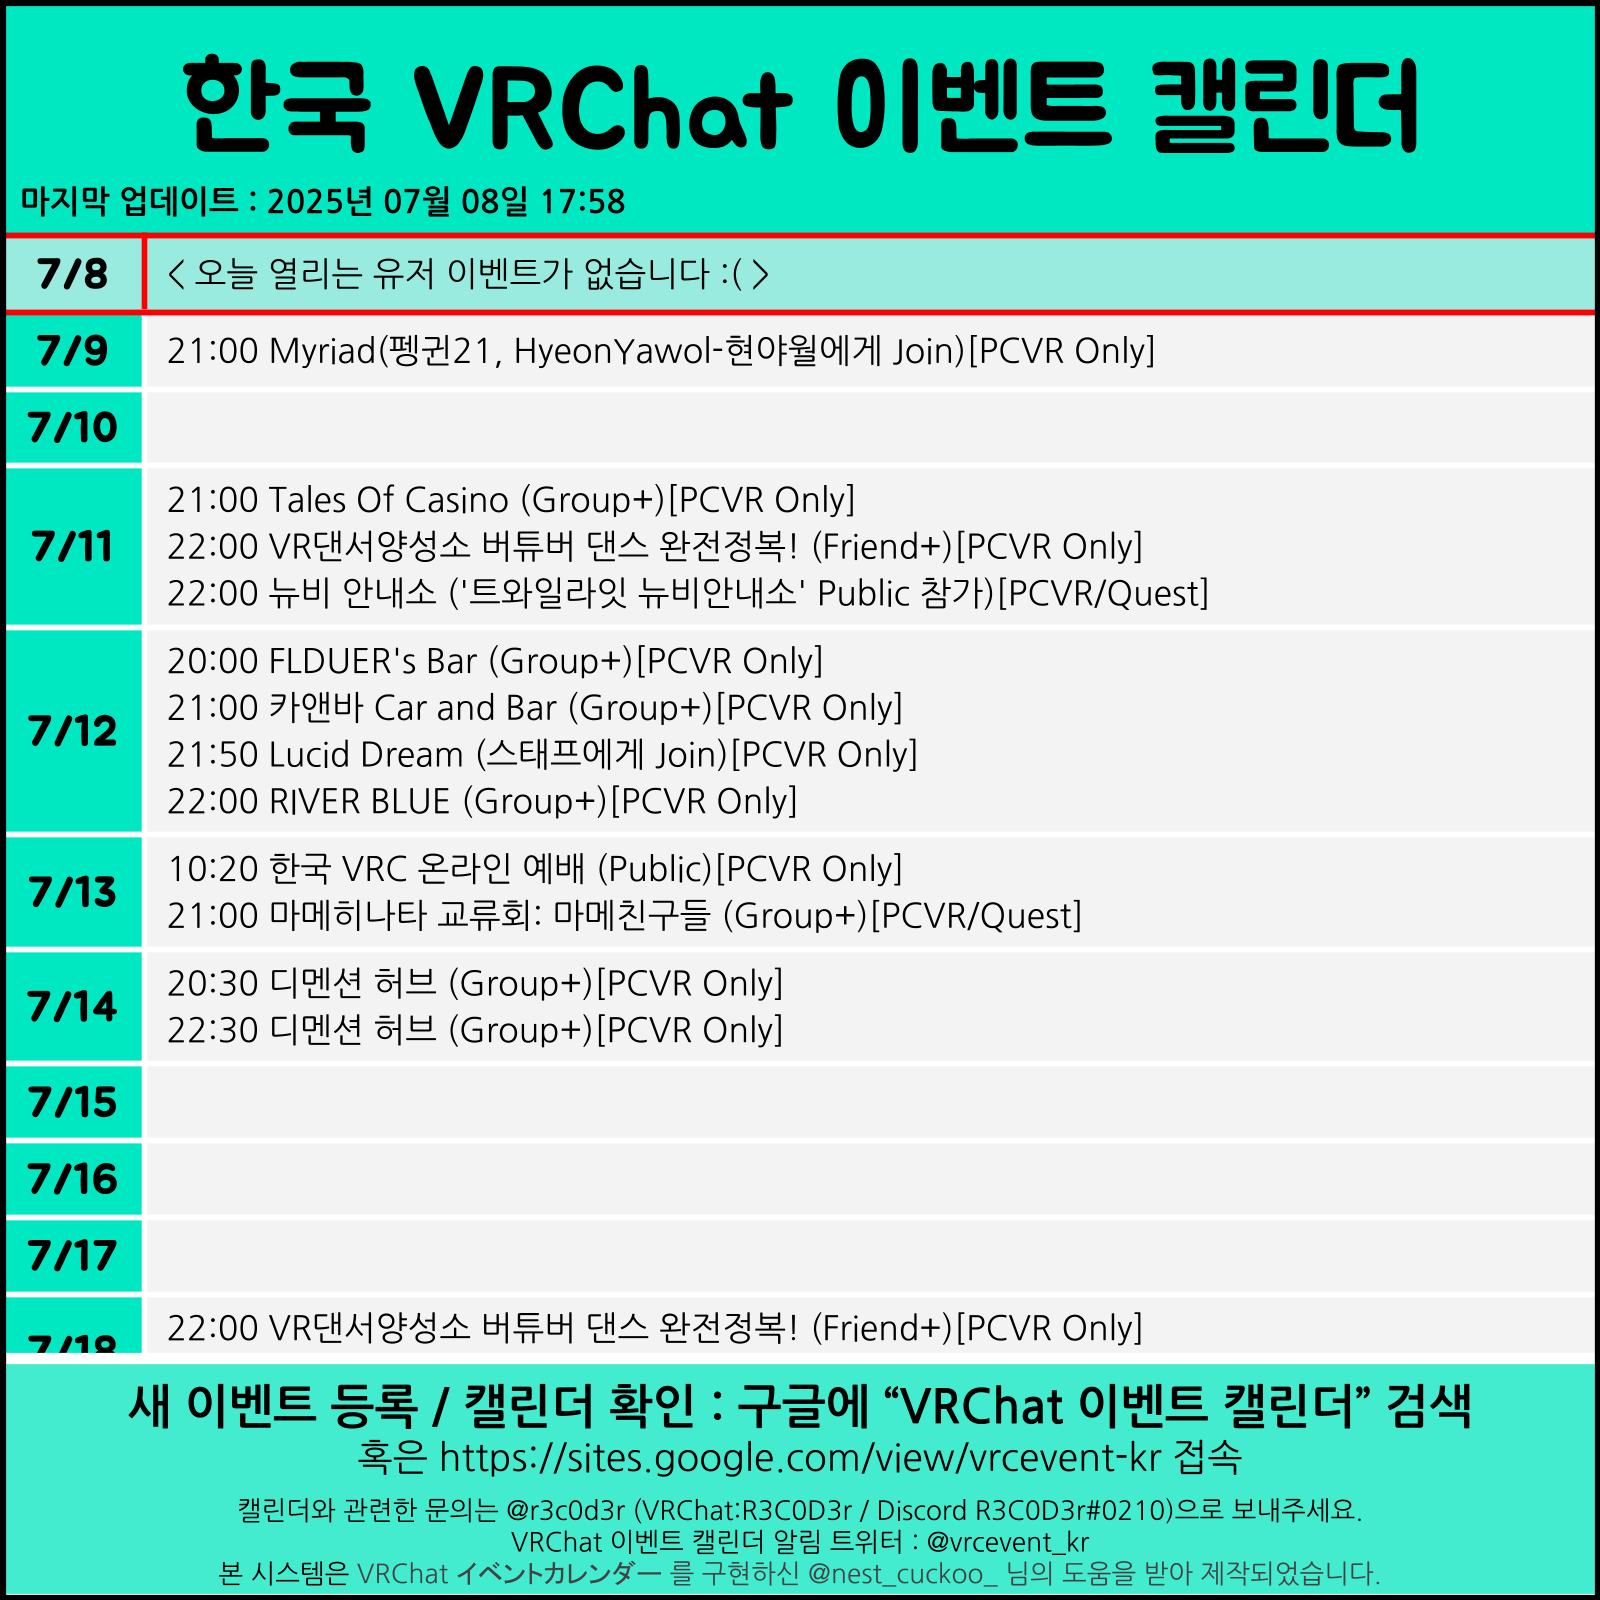 한국 VRChat 이벤트 캘린더
마지막 업데이트 : 2025년 07월 08일 17:58
7/8
< 오늘 열리는 유저 이벤트가 없습니다 :( >
7/9
21:00 Myriad(펭귄21, HyeonYawol-현야월에게 Join)[PCVR Only]
7/10
7/11
21:00 Tales Of Casino (Group+)[PCVR Only]
22:00 VR댄서양성소 버튜버 댄스 완전정복! (Friend+)[PCVR Only]
22:00 뉴비 안내소 ('트와일라잇 뉴비안내소' Public 참가)[PCVR/Quest]
7/12
20:00 FLDUER's Bar (Group+)[PCVR Only]
21:00 카앤바 Car and Bar (Group+)[PCVR Only]
21:50 Lucid Dream (스태프에게 Join)[PCVR Only]
22:00 RIVER BLUE (Group+)[PCVR Only]
7/13
10:20 한국 VRC 온라인 예배 (Public)[PCVR Only]
21:00 마메히나타 교류회: 마메친구들 (Group+)[PCVR/Quest]
7/14
20:30 디멘션 허브 (Group+)[PCVR Only]
22:30 디멘션 허브 (Group+)[PCVR Only]
7/15
7/16
7/17
7/18
22:00 VR댄서양성소 버튜버 댄스 완전정복! (Friend+)[PCVR Only]
새 이벤트 등록 / 캘린더 확인 : 구글에 “VRChat 이벤트 캘린더” 검색
혹은 https://sites.google.com/view/vrcevent-kr 접속
캘린더와 관련한 문의는 @r3c0d3r (VRChat:R3C0D3r / Discord R3C0D3r#0210)으로 보내주세요.
VRChat 이벤트 캘린더 알림 트위터 : @vrcevent_kr
본 시스템은 VRChat イベントカレンダー 를 구현하신 @nest_cuckoo_ 님의 도움을 받아 제작되었습니다.